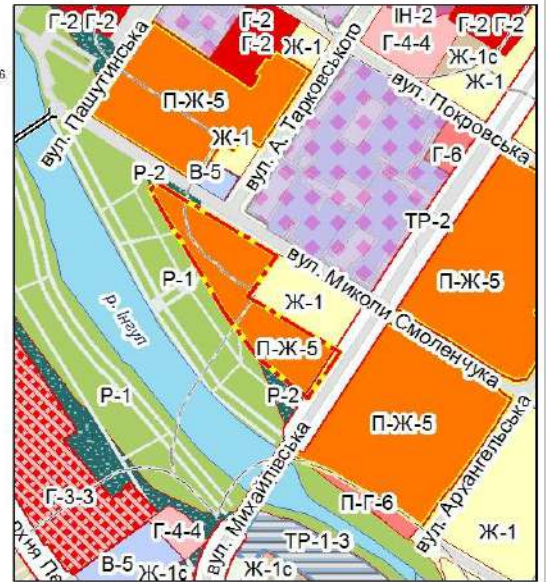 Г-2 Г-2
ІН-2
Г-2 Г-2
Г-2
Ж-1
Г-4-4
Ж-1с
Ж-1
6
вул. Пашутинська
П-Ж-5
вул. А. Тарковського
вул. Покровська
Ж-1
Г-6
Р-2
В-5
ТР-2
вул. Миколи Смоленчука
П-Ж-5
Р-1
Ж-1
р. Інгул
П-Ж-5
Р-1
Р-2
П-Ж-5
вул. Архангельська
вул. Михайлівська
Г-3-3
П-Г-6
Г-4-4
ТР-1-3
Ж-1
В-5
Ж-1с
Ж-1с